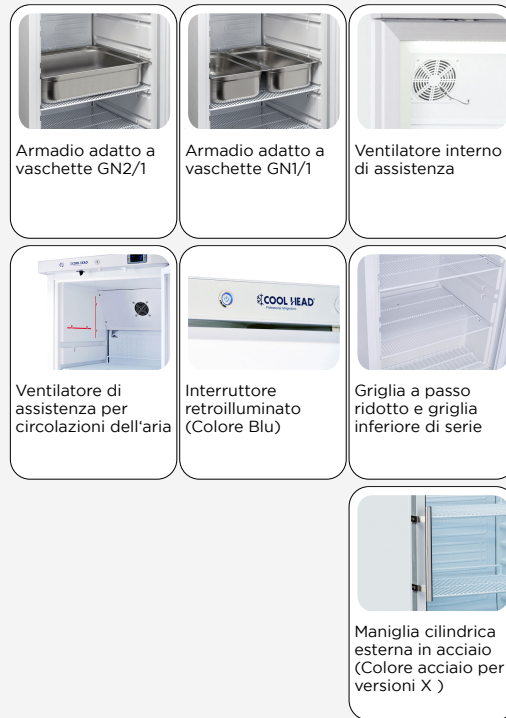 Armadio adatto a
vaschette GN2/1
Armadio adatto a
vaschette GN1/1
Ventilatore interno
di assistenza
COOL HEAD
Ventilatore di
assistenza per
circolazioni dell'aria
COOL HEAD
Interruttore
retroilluminato
(Colore Blu)
Griglia a passo
ridotto e griglia
inferiore di serie
Maniglia cilindrica
esterna in acciaio
(Colore acciaio per
versioni X )